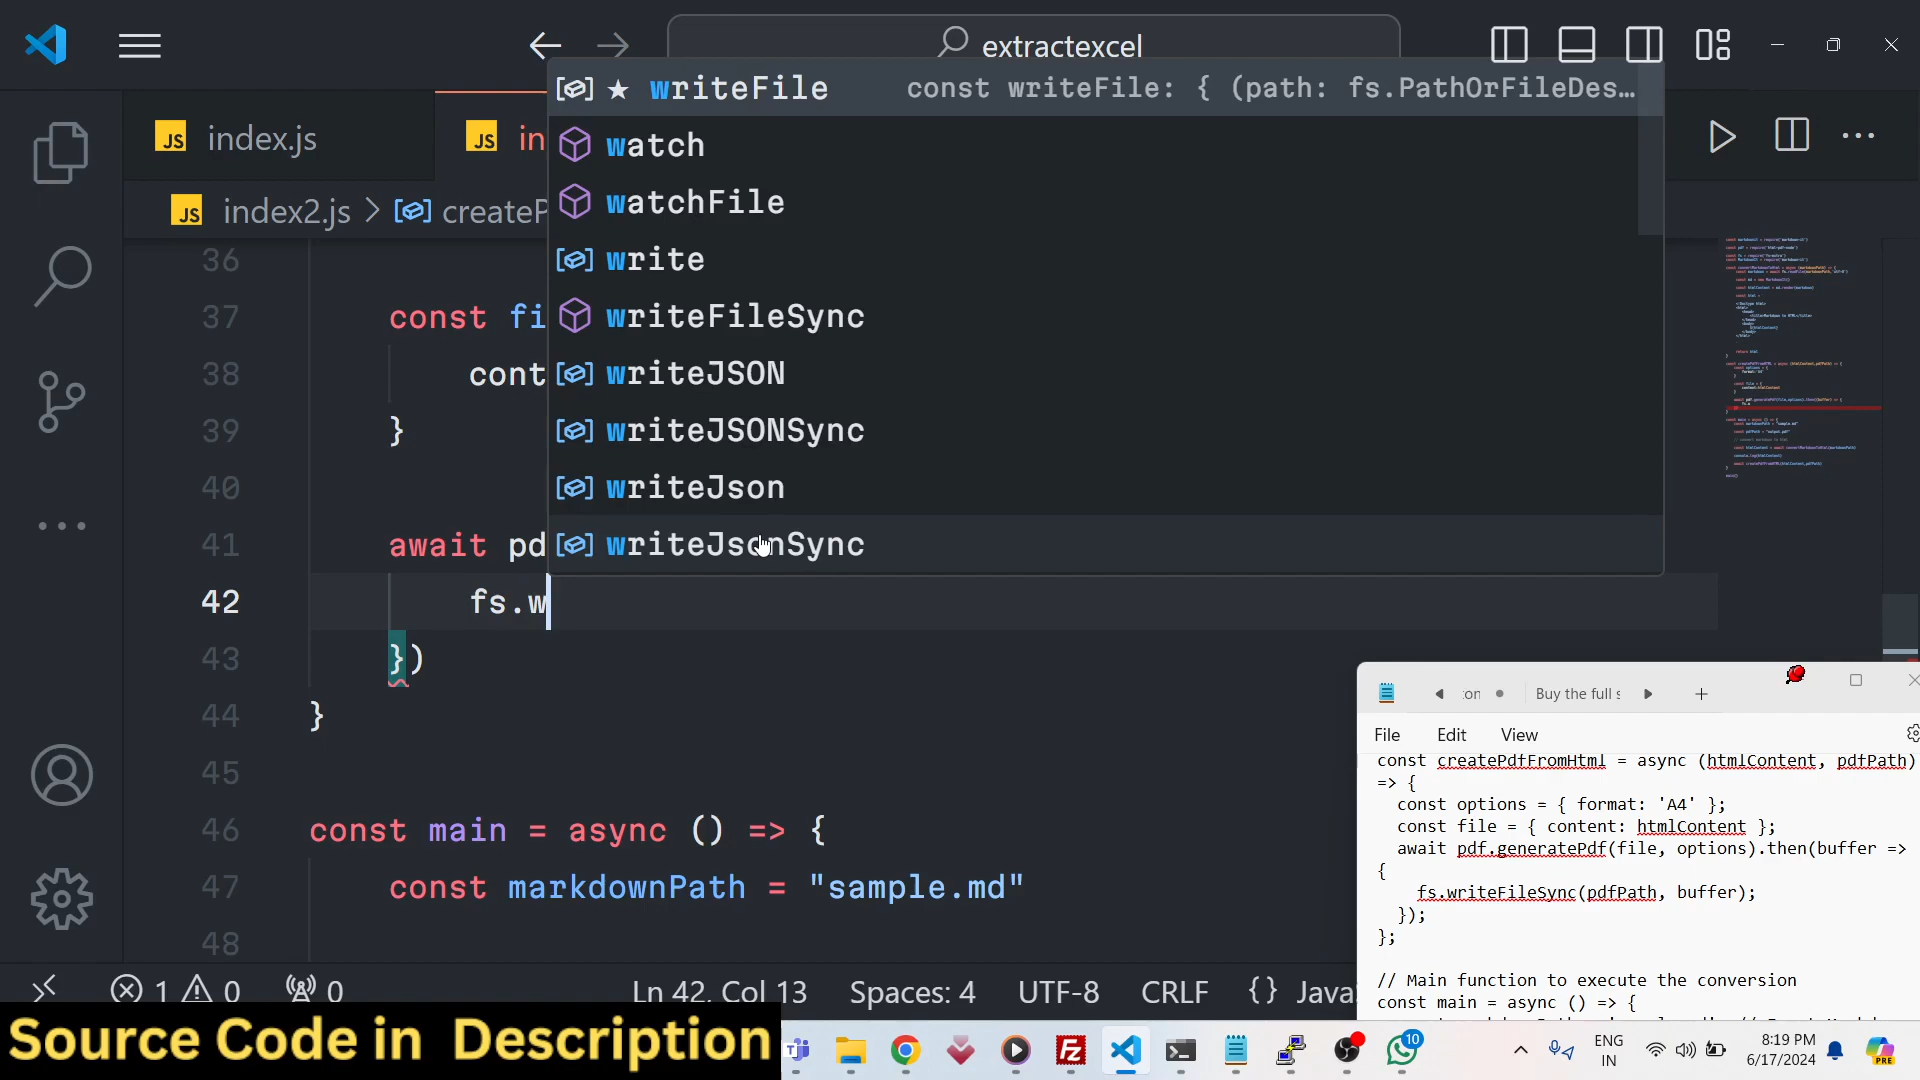 extractexcel
index.js
in
index2.js > createP
★ writeFile const writeFile: { (path: fs.PathOrFileDes…
watch
watchFile
write
writeFileSync
writeJSON
writeJSONSync
writeJson
writeJsonSync
36
37 const fi
38 cont
39 }
40
41 await pd
42 fs.w
43 })
44 }
45
46 const main = async () => {
47 const markdownPath = "sample.md"
48
1 0 0 Ln 42, Col 13 Spaces: 4 UTF-8 CRLF {} Java
Buy the full s
File Edit View
const createPdfFromHtml = async (htmlContent, pdfPath)
=> {
const options = { format: 'A4' };
const file = { content: htmlContent };
await pdf.generatePdf(file, options).then(buffer =>
{
fs.writeFileSync(pdfPath, buffer);
});
};
// Main function to execute the conversion
const main = async () => {
Source Code in Description
10
ENG
IN
8:19 PM
6/17/2024
PRE